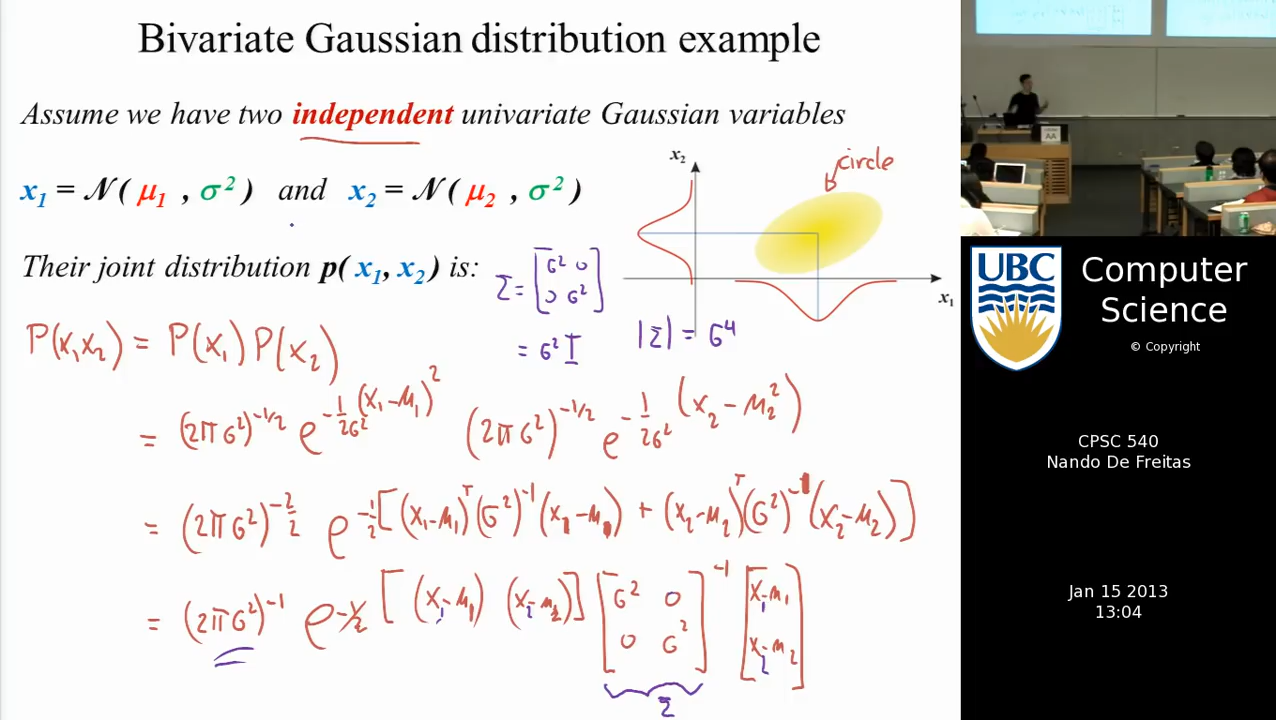 Bivariate Gaussian distribution example
Assume we have two independent univariate Gaussian variables
x₁ = 𝒩( μ₁ , σ² ) and x₂ = 𝒩( μ₂ , σ² )
x₂
circle
x₁
Their joint distribution p( x₁, x₂ ) is:
Σ = [σ² 0
0 σ²]
= σ² I
|Σ| = σ⁴
P(x₁x₂) = P(x₁) P(x₂)
= (2πσ²)^-1/2 e^-1/2σ² (x₁-μ₁)² (2πσ²)^-1/2 e^-1/2σ² (x₂-μ₂²)
= (2πσ²)^-2/2 e^-1/2 [(x₁-μ₁)ᵀ(σ²)⁻¹(x₁-μ₁) + (x₂-μ₂)ᵀ(σ²)⁻¹(x₂-μ₂)]
= (2πσ²)⁻¹ e^-1/2 [(x₁-μ₁) (x₂-μ₂)] [σ² 0
0 σ²]⁻¹ [x₁-μ₁
x₂-μ₂]
Σ
AA
UBC
Computer
Science
© Copyright
CPSC 540
Nando De Freitas
Jan 15 2013
13:04